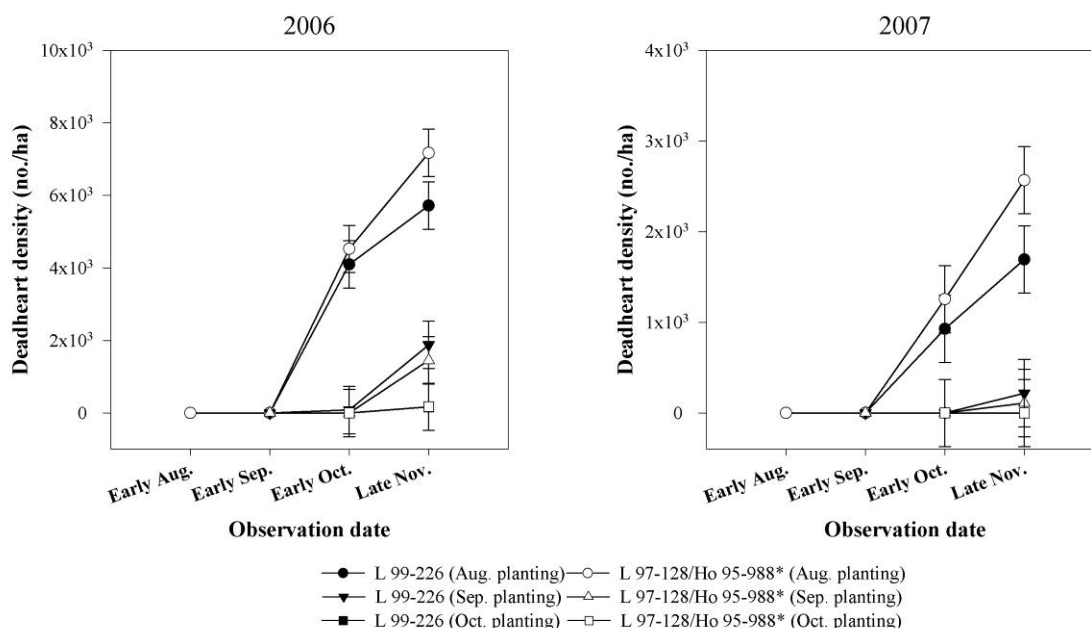 2006
10x10³
8x10³
6x10³
4x10³
2x10³
0
Deadheart density (no./ha)
Early Aug.
Early Sep.
Early Oct.
Late Nov.
Observation date
2007
4x10³
3x10³
2x10³
1x10³
0
Deadheart density (no./ha)
Early Aug.
Early Sep.
Early Oct.
Late Nov.
Observation date
L 99-226 (Aug. planting) L 97-128/Ho 95-988* (Aug. planting)
L 99-226 (Sep. planting) L 97-128/Ho 95-988* (Sep. planting)
L 99-226 (Oct. planting) L 97-128/Ho 95-988* (Oct. planting)